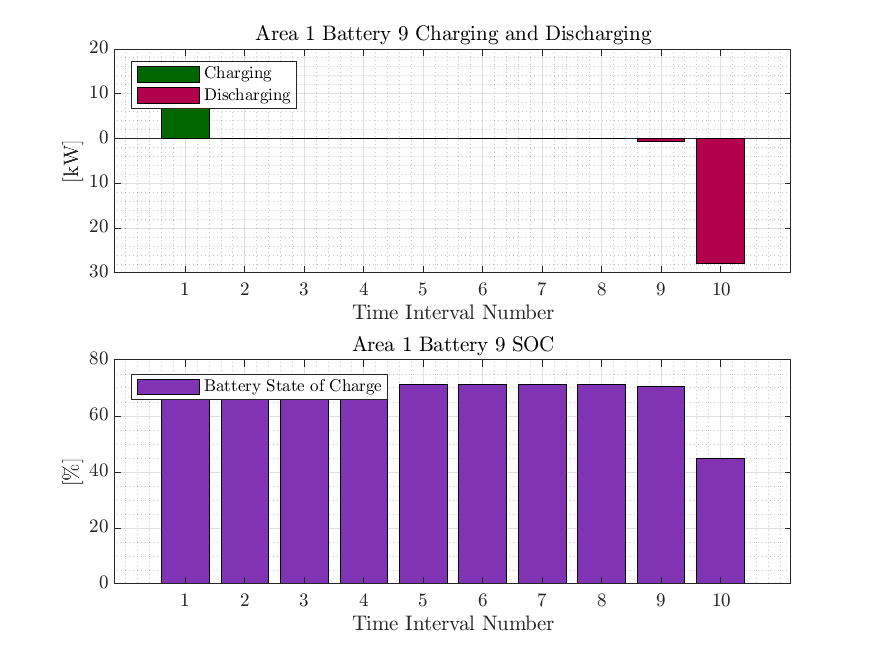 Area 1 Battery 9 Charging and Discharging
20
10
0
10
20
30
[kW]
Charging
Discharging
1 2 3 4 5 6 7 8 9 10
Time Interval Number
Area 1 Battery 9 SOC
80
60
40
20
0
[%]
Battery State of Charge
1 2 3 4 5 6 7 8 9 10
Time Interval Number